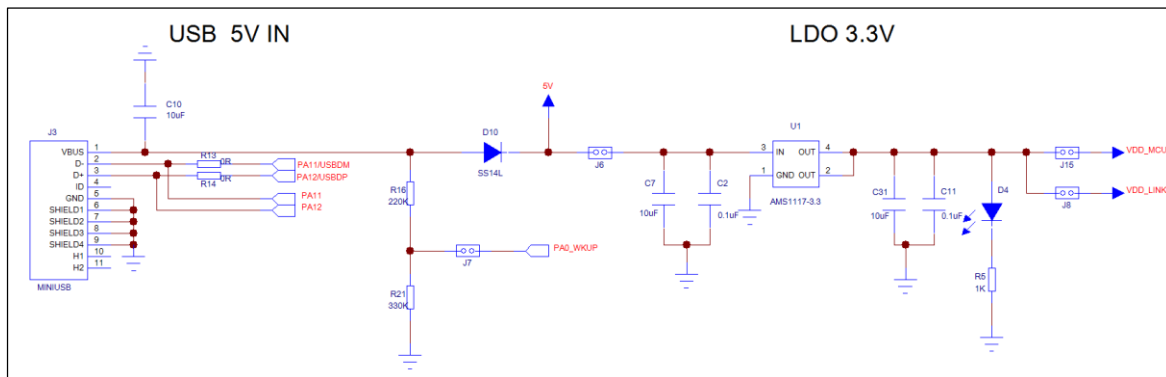 USB 5V IN
LDO 3.3V
C10
10uF
J3
VBUS
D-
D+
ID
GND
SHIELD1
SHIELD2
SHIELD3
SHIELD4
H1
H2
1
2
3
4
5
6
7
8
9
10
11
MINIUSB
R13
0R
R14
0R
PA11/USBDM
PA12/USBDP
PA11
PA12
R16
220K
R21
330K
J7
PA0_WKUP
D10
SS14L
5V
J6
C7
10uF
C2
0.1uF
U1
3
IN
OUT
4
1
GND
OUT
2
AMS1117-3.3
C31
10uF
C11
0.1uF
D4
R5
1K
J15
VDD_MCU
J8
VDD_LINK